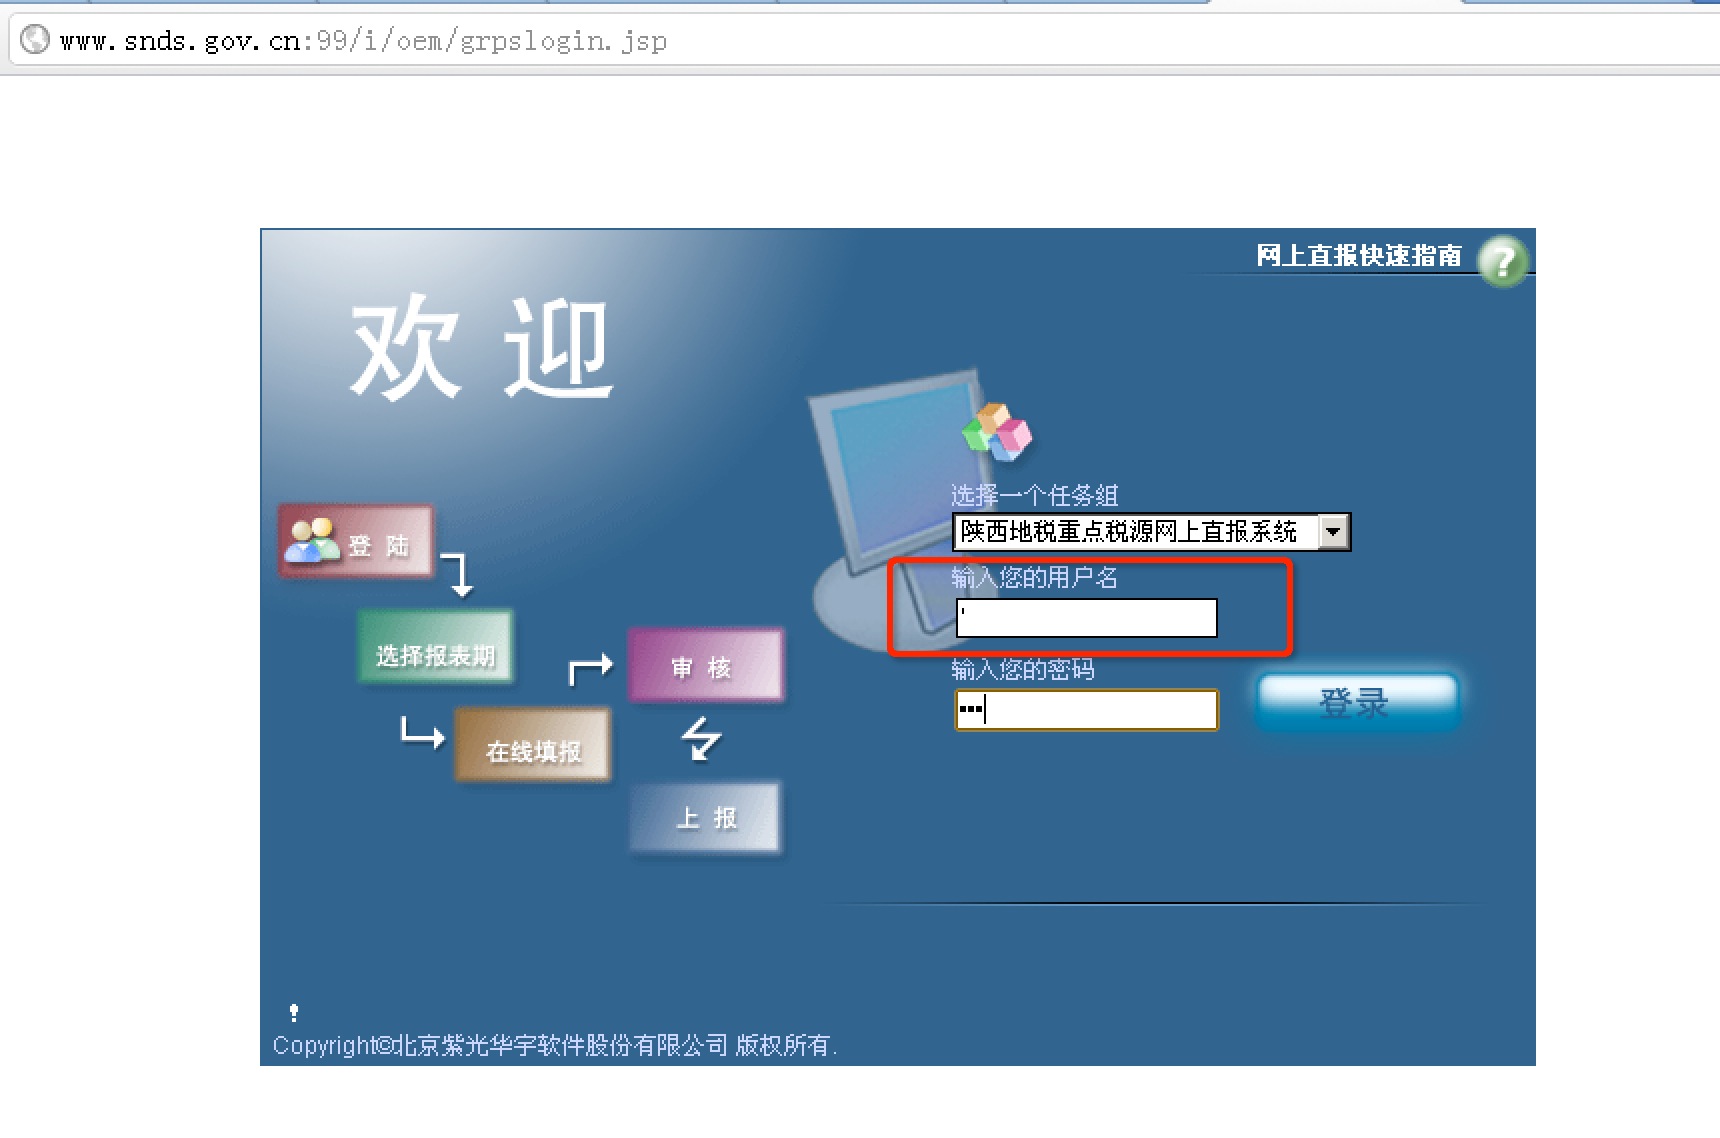 www.snds.gov.cn:99/i/oem/grpslogin.jsp
网上直报快速指南
?
欢迎
选择一个任务组
陕西地税重点税源网上直报系统
输入您的用户名
'
输入您的密码
•••
登录
登 陆
选择报表期
在线填报
审 核
上 报
!
Copyright©北京紫光华宇软件股份有限公司 版权所有.